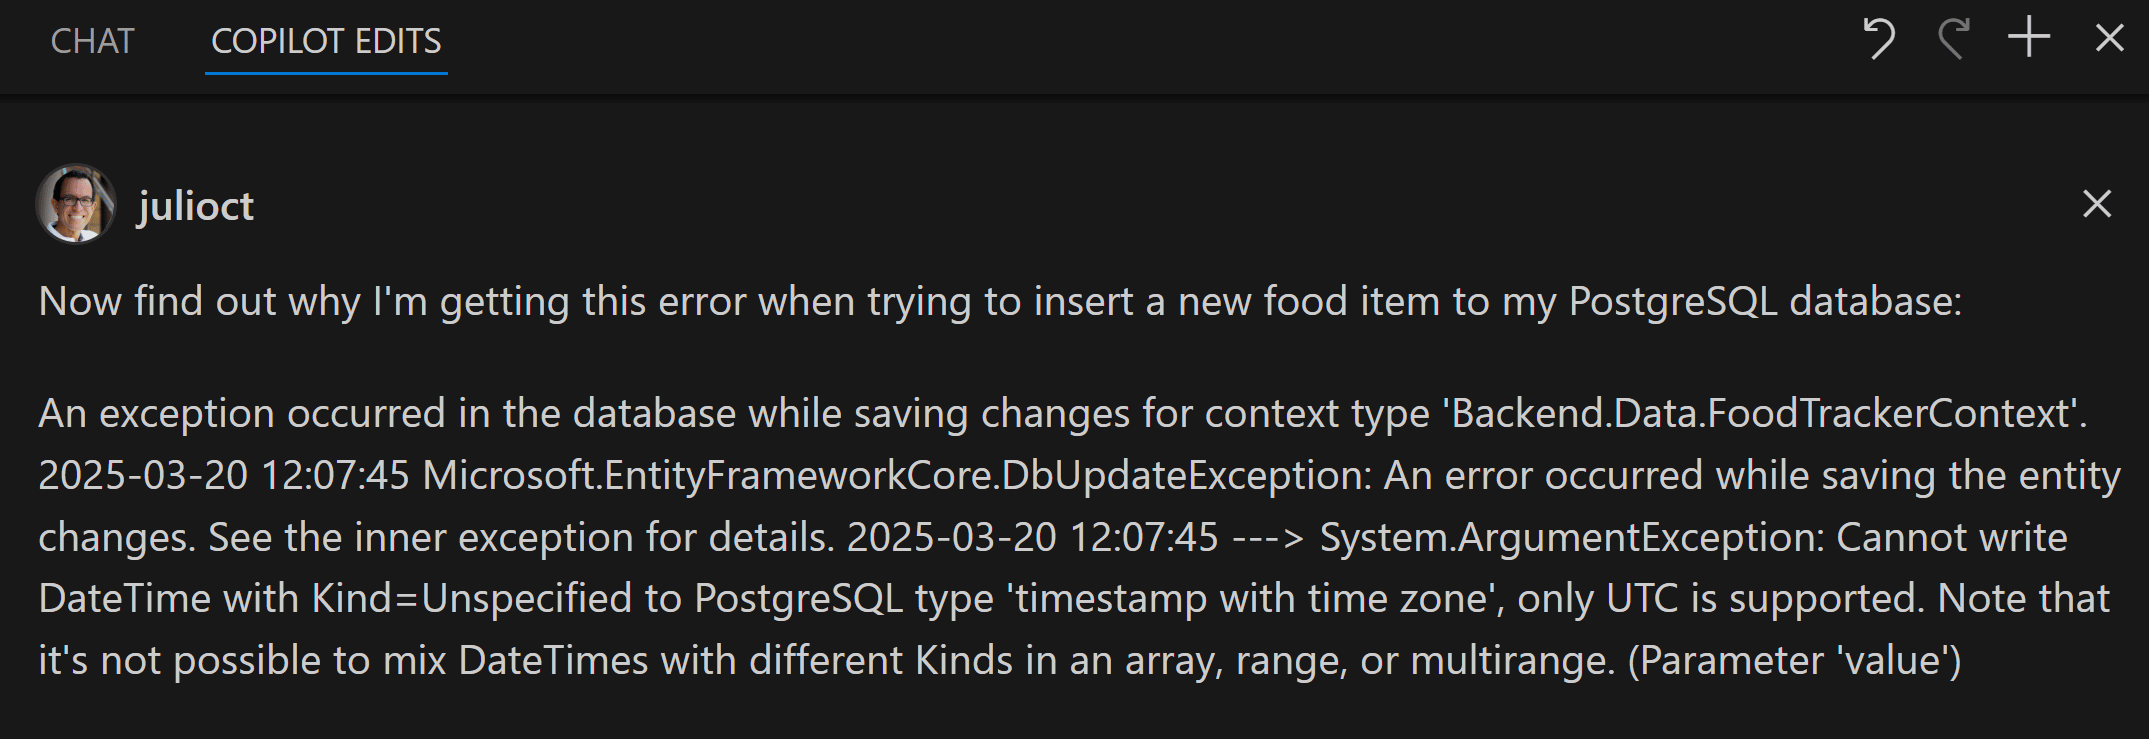 CHAT COPILOT EDITS
julioct
Now find out why I'm getting this error when trying to insert a new food item to my PostgreSQL database:
An exception occurred in the database while saving changes for context type 'Backend.Data.FoodTrackerContext'.
2025-03-20 12:07:45 Microsoft.EntityFrameworkCore.DbUpdateException: An error occurred while saving the entity
changes. See the inner exception for details. 2025-03-20 12:07:45 ---> System.ArgumentException: Cannot write
DateTime with Kind=Unspecified to PostgreSQL type 'timestamp with time zone', only UTC is supported. Note that
it's not possible to mix DateTimes with different Kinds in an array, range, or multirange. (Parameter 'value')